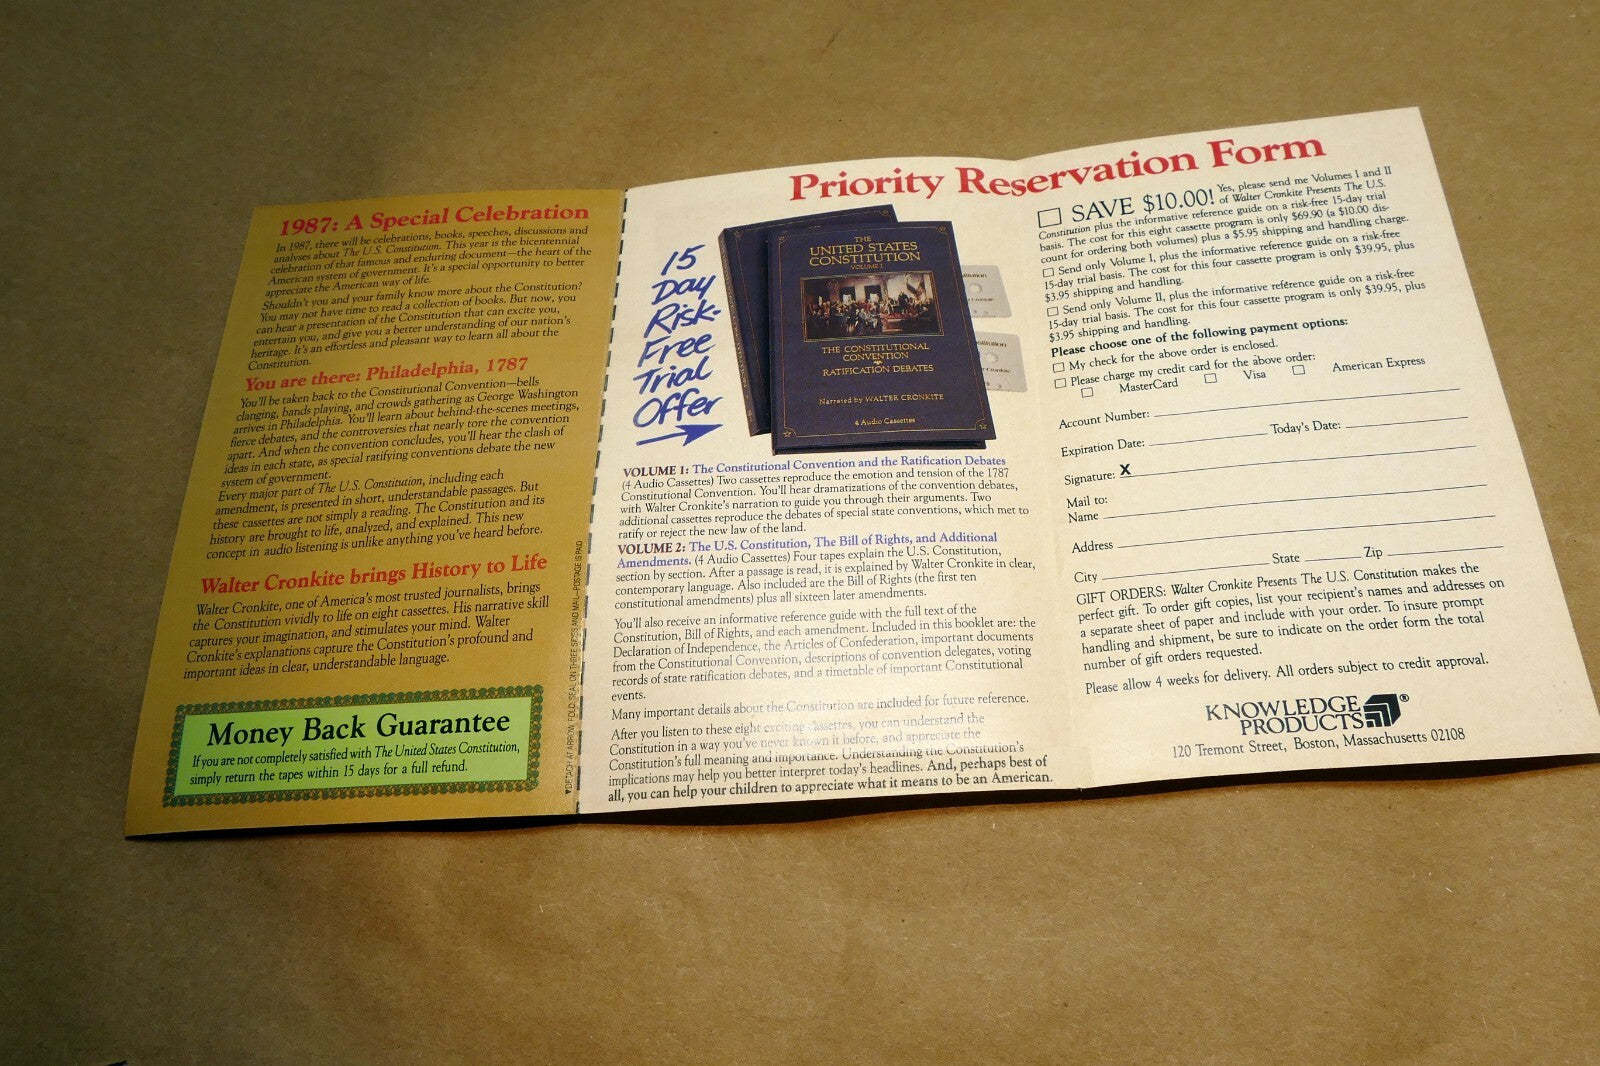 1987: A Special Celebration
In 1987, there will be celebrations, books, speeches, discussions and
analyses about The U.S. Constitution. This year is the bicentennial
celebration of that famous and enduring document—the heart of the
American system of government. It's a special opportunity to better
appreciate the American way of life.
Shouldn't you and your family know more about the Constitution?
You may not have time to read a collection of books. But now, you
can hear a presentation of the Constitution that can excite you,
entertain you, and give you a better understanding of our nation's
heritage. It's an effortless and pleasant way to learn all about the
Constitution.
You are there: Philadelphia, 1787
You'll be taken back to the Constitutional Convention—bells
clanging, bands playing, and crowds gathering as George Washington
arrives in Philadelphia. You'll learn about behind-the-scenes meetings,
fierce debates, and the controversies that nearly tore the convention
apart. And when the convention concludes, you'll hear the clash of
ideas in each state, as special ratifying conventions debate the new
system of government.
Every major part of The U.S. Constitution, including each
amendment, is presented in short, understandable passages. But
these cassettes are not simply a reading. The Constitution and its
history are brought to life, analyzed, and explained. This new
concept in audio listening is unlike anything you've heard before.
Walter Cronkite brings History to Life
Walter Cronkite, one of America's most trusted journalists, brings
the Constitution vividly to life on eight cassettes. His narrative skill
captures your imagination, and stimulates your mind. Walter
Cronkite's explanations capture the Constitution's profound and
important ideas in clear, understandable language.
Money Back Guarantee
If you are not completely satisfied with The United States Constitution,
simply return the tapes within 15 days for a full refund.
▼DETACH AT ARROW, FOLD, SEAL ON THREE SIDES AND MAIL—POSTAGE IS PAID
Priority Reservation Form
15
Day
Risk-
Free
Trial
Offer
THE
UNITED STATES
CONSTITUTION
VOLUME I
THE CONSTITUTIONAL
CONVENTION
RATIFICATION DEBATES
Narrated by WALTER CRONKITE
4 Audio Cassettes
VOLUME 1: The Constitutional Convention and the Ratification Debates
(4 Audio Cassettes) Two cassettes reproduce the emotion and tension of the 1787
Constitutional Convention. You'll hear dramatizations of the convention debates,
with Walter Cronkite's narration to guide you through their arguments. Two
additional cassettes reproduce the debates of special state conventions, which met to
ratify or reject the new law of the land.
VOLUME 2: The U.S. Constitution, The Bill of Rights, and Additional
Amendments. (4 Audio Cassettes) Four tapes explain the U.S. Constitution,
section by section. After a passage is read, it is explained by Walter Cronkite in clear,
contemporary language. Also included are the Bill of Rights (the first ten
constitutional amendments) plus all sixteen later amendments.
You'll also receive an informative reference guide with the full text of the
Constitution, Bill of Rights, and each amendment. Included in this booklet are: the
Declaration of Independence, the Articles of Confederation, important documents
from the Constitutional Convention, descriptions of convention delegates, voting
records of state ratification debates, and a timetable of important Constitutional
events.
Many important details about the Constitution are included for future reference.
After you listen to these eight exciting cassettes, you can understand the
Constitution in a way you've never known it before, and appreciate the
Constitution's full meaning and importance. Understanding the Constitution's
implications may help you better interpret today's headlines. And, perhaps best of
all, you can help your children to appreciate what it means to be an American.
SAVE $10.00! Yes, please send me Volumes I and II
of Walter Cronkite Presents The U.S.
Constitution plus the informative reference guide on a risk-free 15-day trial
basis. The cost for this eight cassette program is only $69.90 (a $10.00 dis-
count for ordering both volumes) plus a $5.95 shipping and handling charge.
Send only Volume I, plus the informative reference guide on a risk-free
15-day trial basis. The cost for this four cassette program is only $39.95, plus
$3.95 shipping and handling.
Send only Volume II, plus the informative reference guide on a risk-free
15-day trial basis. The cost for this four cassette program is only $39.95, plus
$3.95 shipping and handling.
Please choose one of the following payment options:
My check for the above order is enclosed.
Please charge my credit card for the above order:
MasterCard Visa American Express
Account Number:
Expiration Date: Today's Date:
Signature: X
Mail to:
Name
Address
City State Zip
GIFT ORDERS: Walter Cronkite Presents The U.S. Constitution makes the
perfect gift. To order gift copies, list your recipient's names and addresses on
a separate sheet of paper and include with your order. To insure prompt
handling and shipment, be sure to indicate on the order form the total
number of gift orders requested.
Please allow 4 weeks for delivery. All orders subject to credit approval.
KNOWLEDGE
PRODUCTS®
120 Tremont Street, Boston, Massachusetts 02108